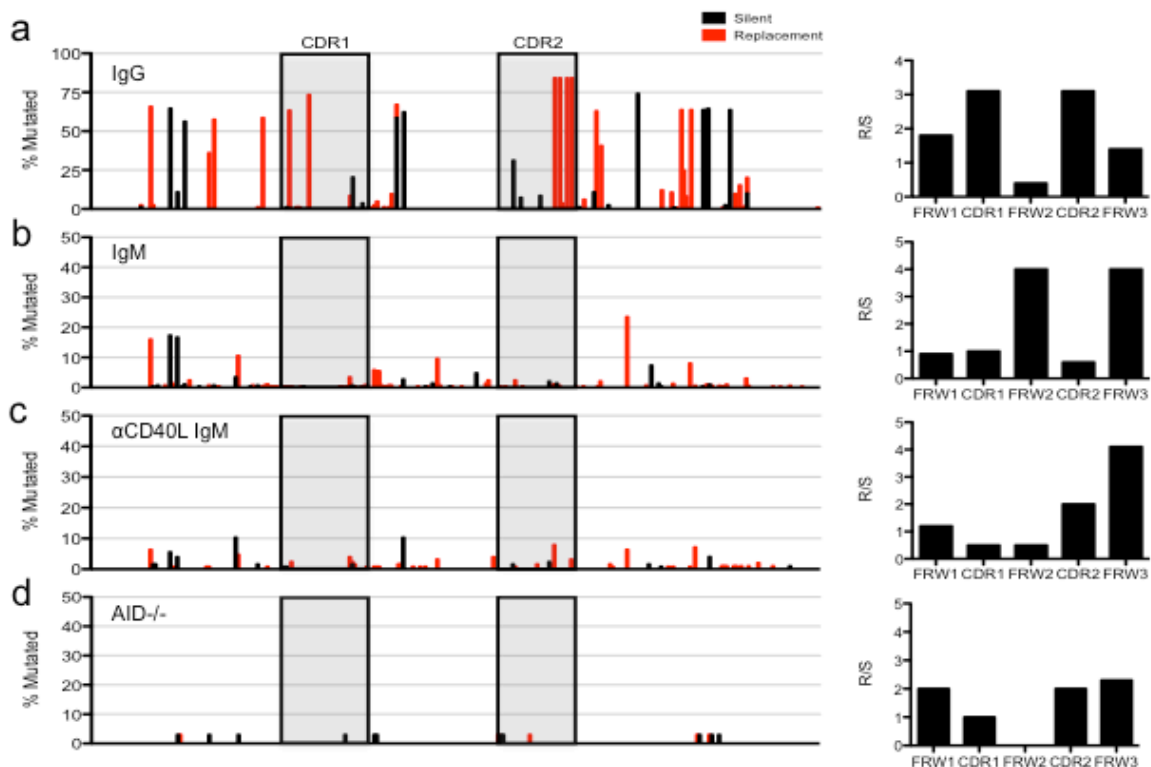 a
CDR1
CDR2
Silent
Replacement
IgG
% Mutated
100
75
50
25
0
R/S
4
3
2
1
0
FRW1 CDR1 FRW2 CDR2 FRW3
b
IgM
% Mutated
50
40
30
20
10
0
R/S
5
4
3
2
1
0
FRW1 CDR1 FRW2 CDR2 FRW3
c
αCD40L IgM
% Mutated
50
40
30
20
10
0
R/S
5
4
3
2
1
0
FRW1 CDR1 FRW2 CDR2 FRW3
d
AID-/-
% Mutated
50
40
30
20
10
0
R/S
5
4
3
2
1
0
FRW1 CDR1 FRW2 CDR2 FRW3